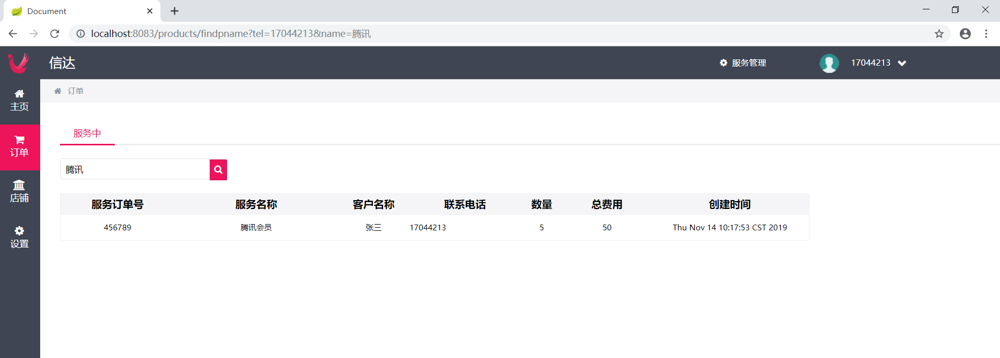 Document
localhost:8083/products/findpname?tel=17044213&name=腾讯
信达
服务管理
17044213
主页
订单
店铺
设置
订单
服务中
腾讯
服务订单号 服务名称 客户名称 联系电话 数量 总费用 创建时间
456789 腾讯会员 张三 17044213 5 50 Thu Nov 14 10:17:53 CST 2019